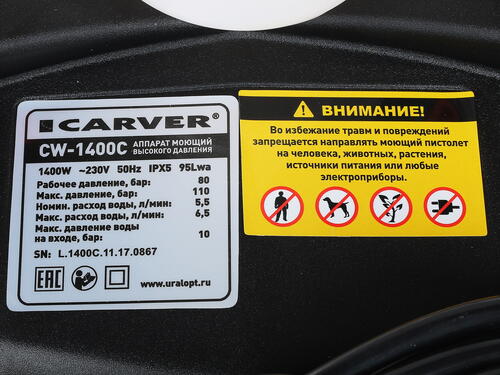 CARVER®
CW-1400C АППАРАТ МОЮЩИЙ ВЫСОКОГО ДАВЛЕНИЯ
1400W ~230V 50Hz IPX5 95Lwa
Рабочее давление, бар: 80
Макс. давление, бар: 110
Номин. расход воды, л/мин: 5,5
Макс. расход воды, л/мин: 6,5
Макс. давление воды
на входе, бар: 10
SN: L.1400C.11.17.0867
EAC
www.uralopt.ru
ВНИМАНИЕ!
Во избежание травм и повреждений
запрещается направлять моющий пистолет
на человека, животных, растения,
источники питания или любые
электроприборы.